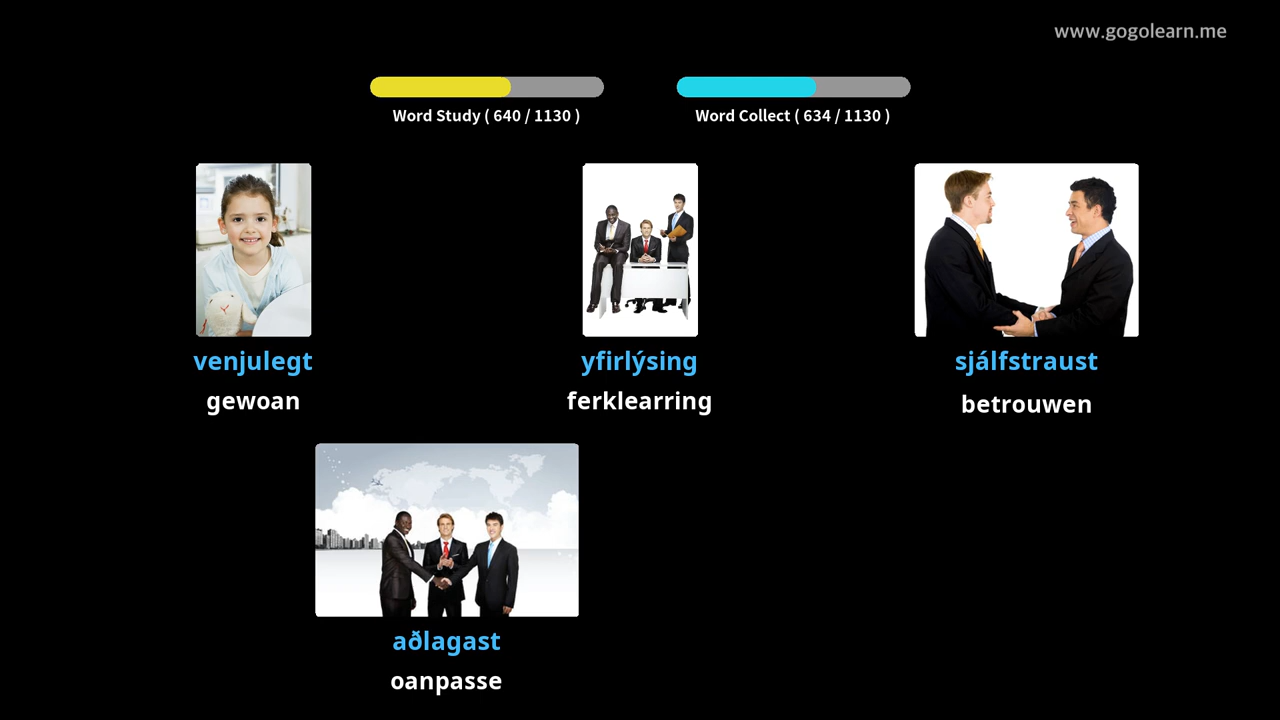 www.gogolearn.me
Word Study ( 640 / 1130 )
Word Collect ( 634 / 1130 )
venjulegt
gewoan
yfirlýsing
ferklearring
sjálfstraust
betrouwen
aðlagast
oanpasse